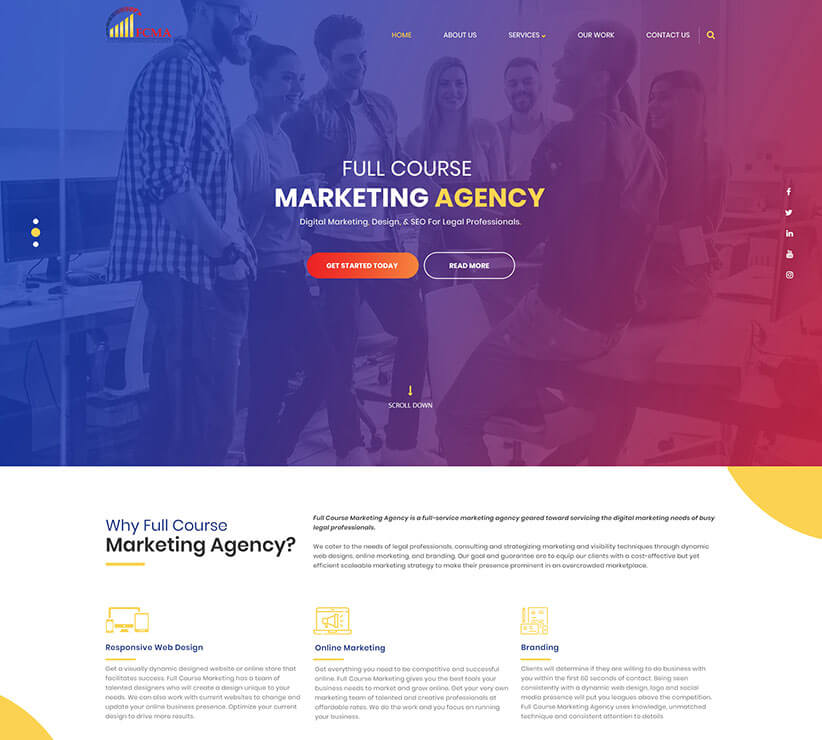 FCMA
HOME ABOUT US SERVICES OUR WORK CONTACT US
FULL COURSE
MARKETING AGENCY
Digital Marketing, Design, & SEO For Legal Professionals.
GET STARTED TODAY READ MORE
SCROLL DOWN
Why Full Course
Marketing Agency?
Full Course Marketing Agency is a full-service marketing agency geared toward servicing the digital marketing needs of busy
legal professionals.
We cater to the needs of legal professionals, consulting and strategizing marketing and visibility techniques through dynamic
web designs, online marketing, and branding. Our goal and guarantee are to equip our clients with a cost-effective but yet
efficient scaleable marketing strategy to make their presence prominent in an overcrowded marketplace.
Responsive Web Design
Get a visually dynamic designed website or online store that
facilitates success. Full Course Marketing has a team of
talented designers who will create a design unique to your
needs. We can also work with current websites to change and
update your online business presence. Optimize your current
design to drive more results.
Online Marketing
Get everything you need to be competitive and successful
online. Full Course Marketing gives you the best tools your
business needs to market and grow online. Get your very own
marketing team of talented and creative professionals at
affordable rates. We do the work and you focus on running
your business.
Branding
Clients will determine if they are willing to do business with
you within the first 60 seconds of contact. Being seen
consistently with a dynamic web design, logo and social
media presence will put you leagues above the competition.
Full Course Marketing Agency uses knowledge, unmatched
technique and consistent attention to details